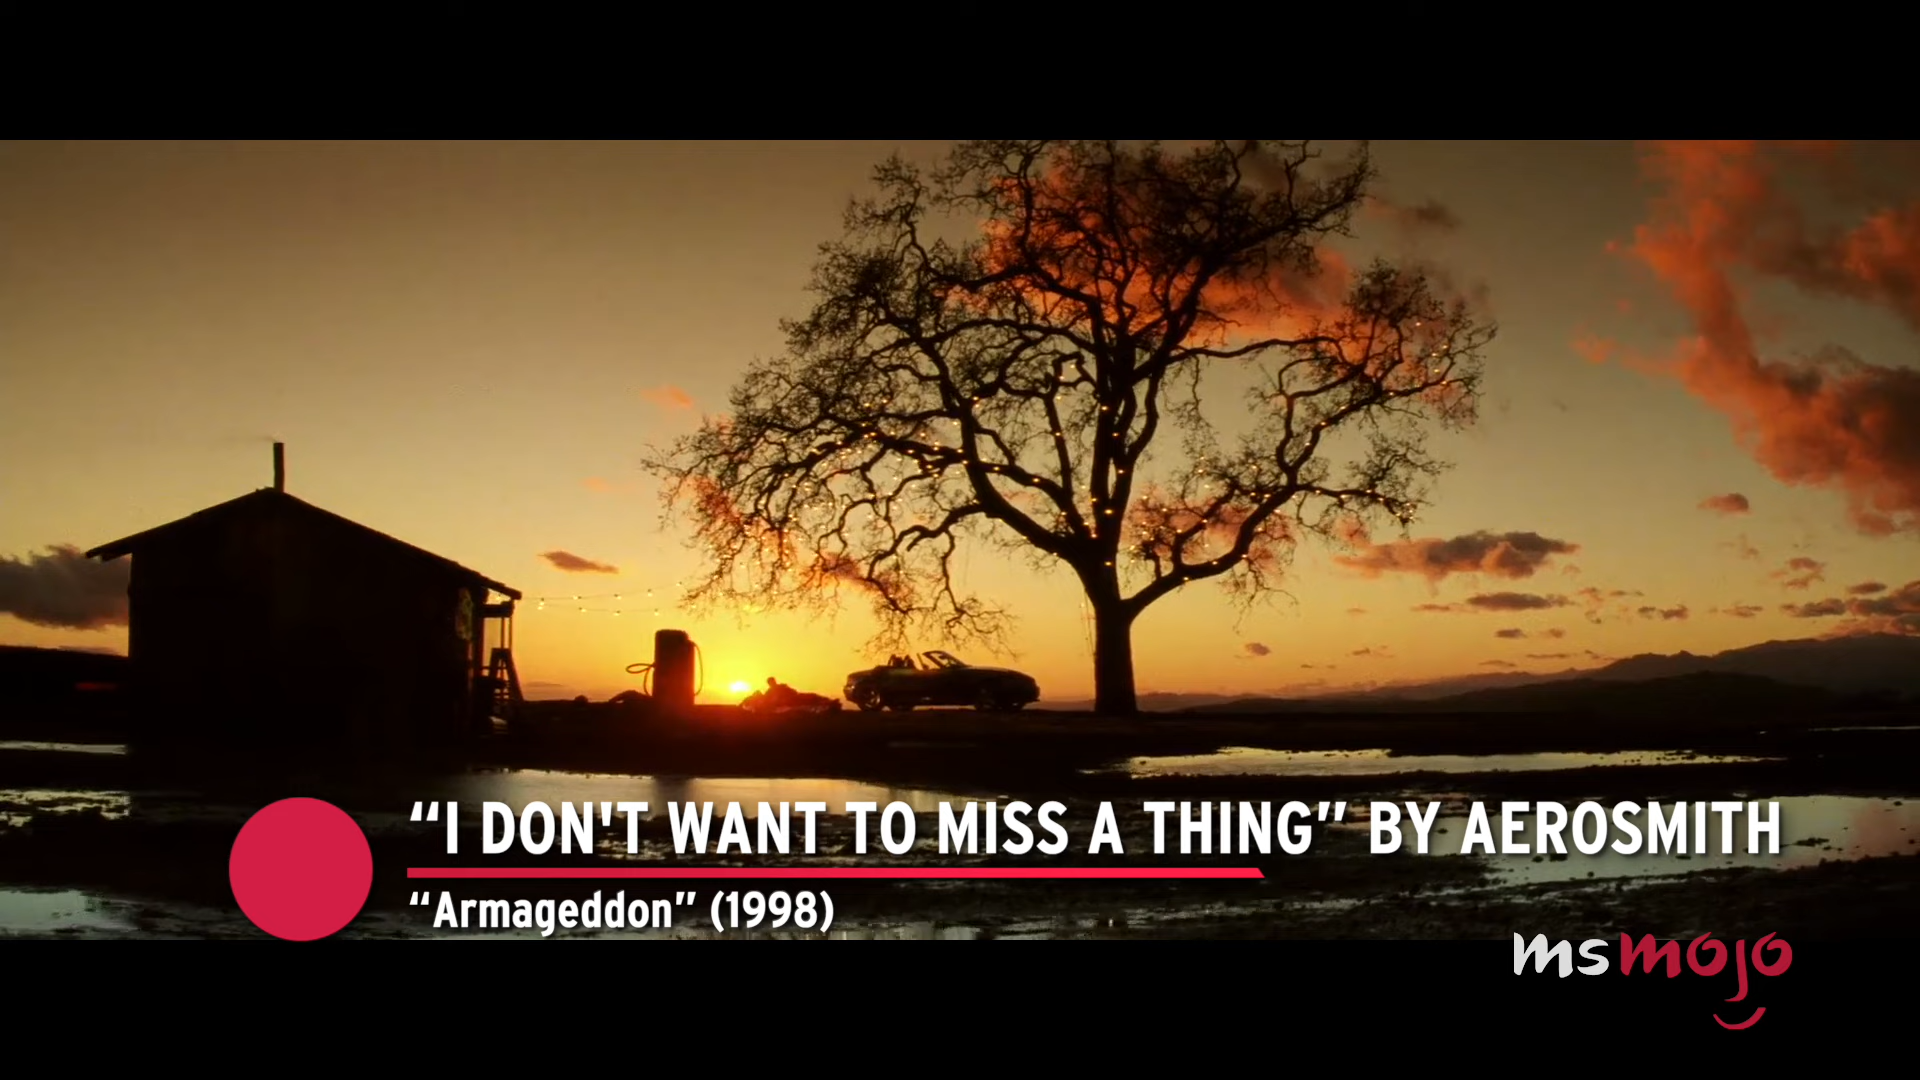 “I DON'T WANT TO MISS A THING” BY AEROSMITH
“Armageddon” (1998)
msmojo